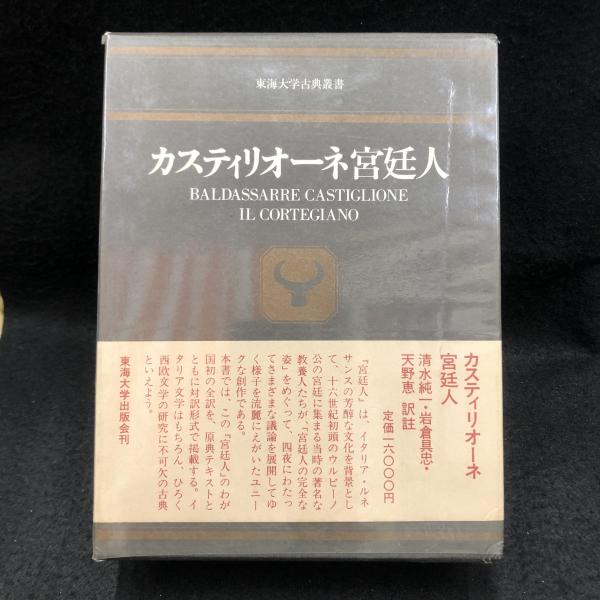 東海大学古典叢書
カスティリオーネ宮廷人
BALDASSARRE CASTIGLIONE
IL CORTEGIANO
カスティリオーネ
宮廷人
清水純一・岩倉具忠・
天野恵 訳註
定価一六〇〇〇円
『宮廷人』は、イタリア・ルネ
サンスの芳醇な文化を背景とし
て、十六世紀初頭のウルビーノ
公の宮廷に集まる当時の著名な
教養人たちが、「宮廷人の完全な
姿」をめぐって、四夜にわたっ
てさまざまな議論を展開してゆ
く様子を流麗にえがいたユニー
クな創作である。
本書では、この『宮廷人』のわが
国初の全訳を、原典テキストと
ともに対訳形式で掲載する。イ
タリア文学はもちろん、ひろく
西欧文学の研究に不可欠の古典
といえよう。
東海大学出版会刊